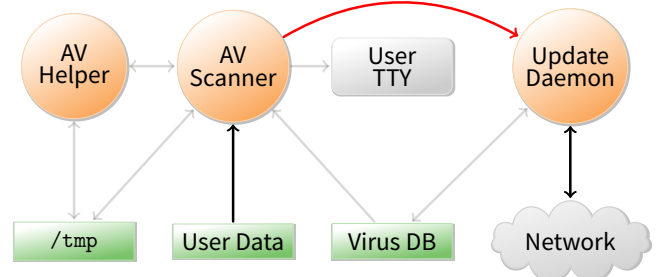 AV
Helper
AV
Scanner
User
TTY
Update
Daemon
/tmp
User Data
Virus DB
Network